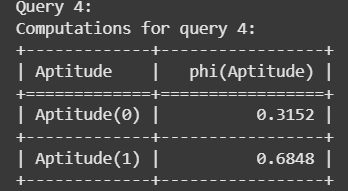 Query 4:
Computations for query 4:
+-------------+-----------------+
| Aptitude    |   phi(Aptitude) |
+=============+=================+
| Aptitude(0) |          0.3152 |
+-------------+-----------------+
| Aptitude(1) |          0.6848 |
+-------------+-----------------+